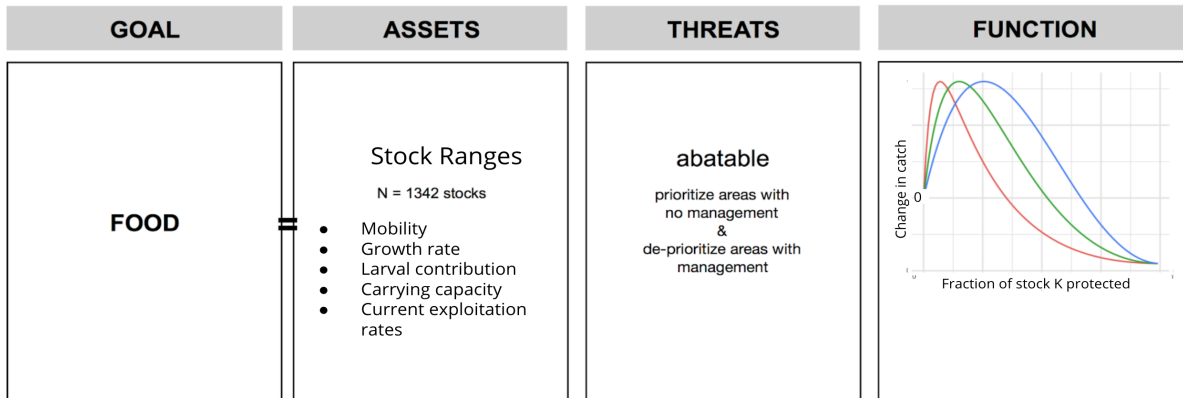 GOAL
ASSETS
THREATS
FUNCTION
FOOD
=
Stock Ranges
N = 1342 stocks
● Mobility
● Growth rate
● Larval contribution
● Carrying capacity
● Current exploitation
rates
abatable
prioritize areas with
no management
&
de-prioritize areas with
management
Change in catch
0
Fraction of stock K protected